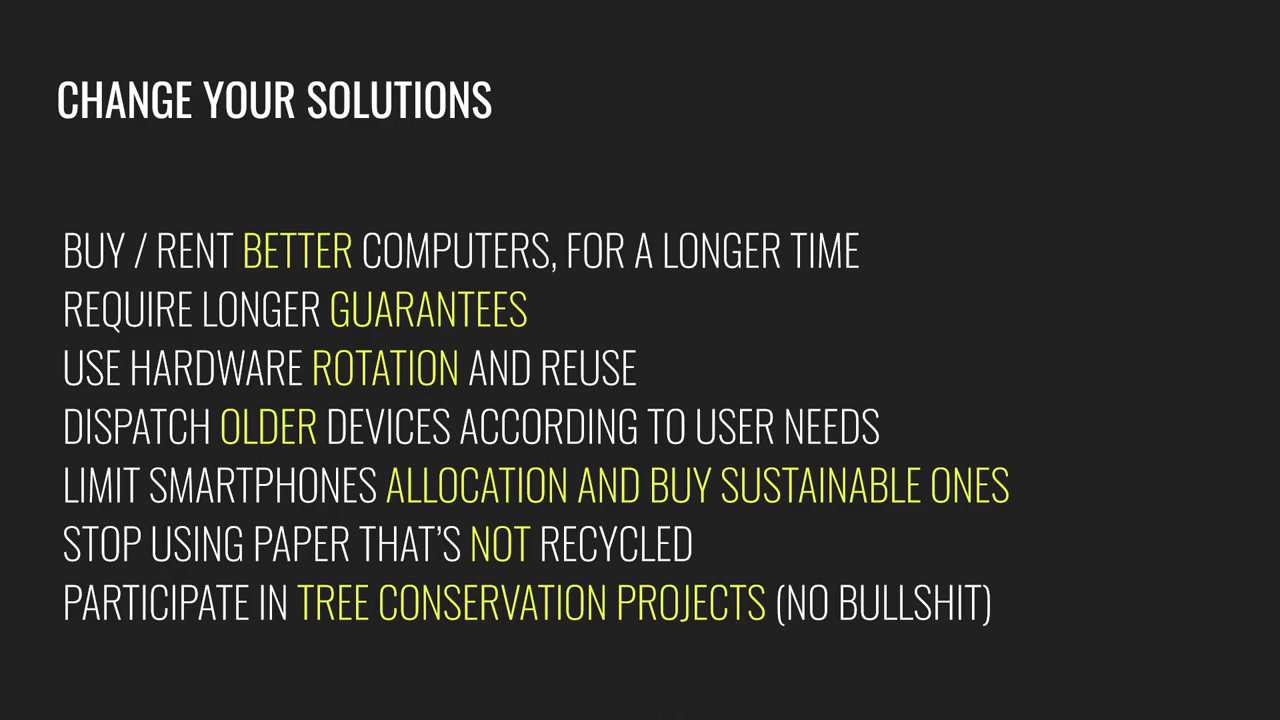 CHANGE YOUR SOLUTIONS
BUY / RENT BETTER COMPUTERS, FOR A LONGER TIME
REQUIRE LONGER GUARANTEES
USE HARDWARE ROTATION AND REUSE
DISPATCH OLDER DEVICES ACCORDING TO USER NEEDS
LIMIT SMARTPHONES ALLOCATION AND BUY SUSTAINABLE ONES
STOP USING PAPER THAT’S NOT RECYCLED
PARTICIPATE IN TREE CONSERVATION PROJECTS (NO BULLSHIT)